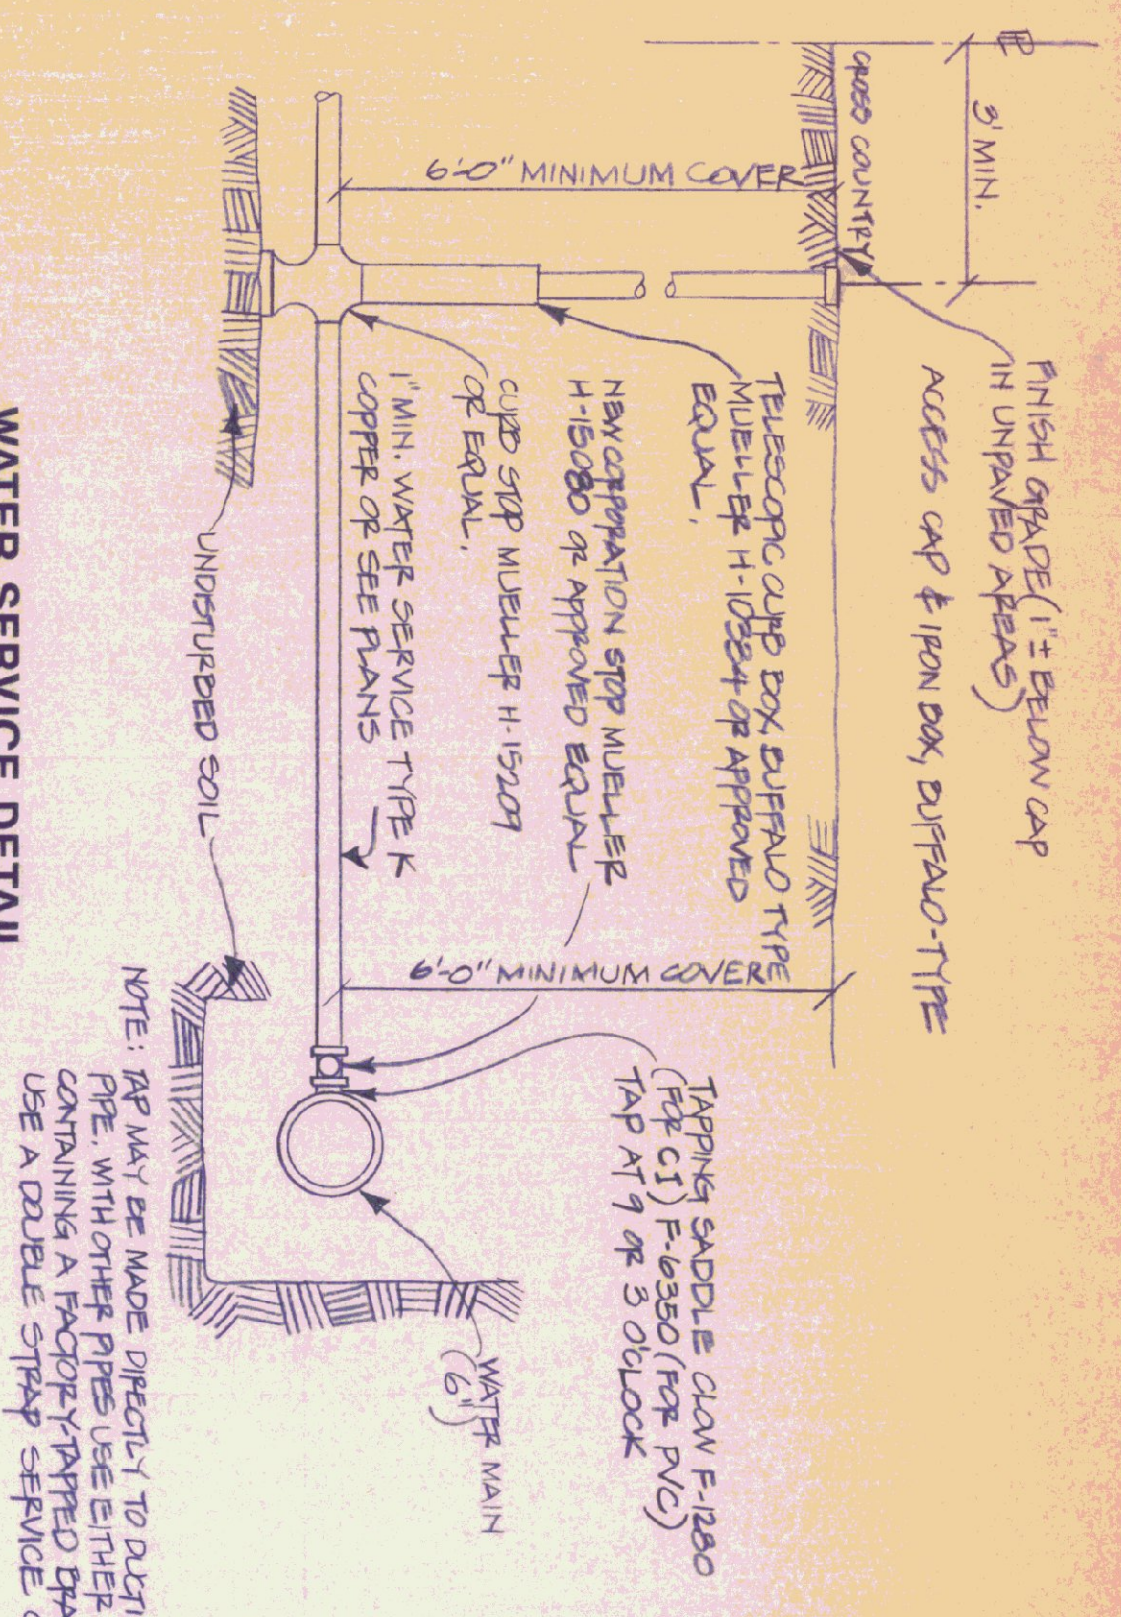 ℄
3' MIN.
CROSS COUNTRY
FINISH GRADE (1"± BELOW CAP
IN UNPAVED AREAS)
ACCESS CAP & IRON BOX, BUFFALO-TYPE
6'-0" MINIMUM COVER
TELESCOPIC CURB BOX, BUFFALO TYPE
MUELLER H-10334 OR APPROVED
EQUAL.
NEW CORPORATION STOP MUELLER
H-15080 OR APPROVED EQUAL
CURB STOP MUELLER H-15209
OR EQUAL.
1" MIN. WATER SERVICE TYPE K
COPPER OR SEE PLANS
UNDISTURBED SOIL
6'-0" MINIMUM COVER
TAPPING SADDLE CLOW F-1280
(FOR CI) F-6350 (FOR PVC)
TAP AT 9 OR 3 O'CLOCK
WATER MAIN
(6")
NOTE: TAP MAY BE MADE DIRECTLY TO DUCTI
PIPE. WITH OTHER PIPES USE EITHER
CONTAINING A FACTORY-TAPPED BRA
USE A DOUBLE STRAP SERVICE
WATER SERVICE DETAIL